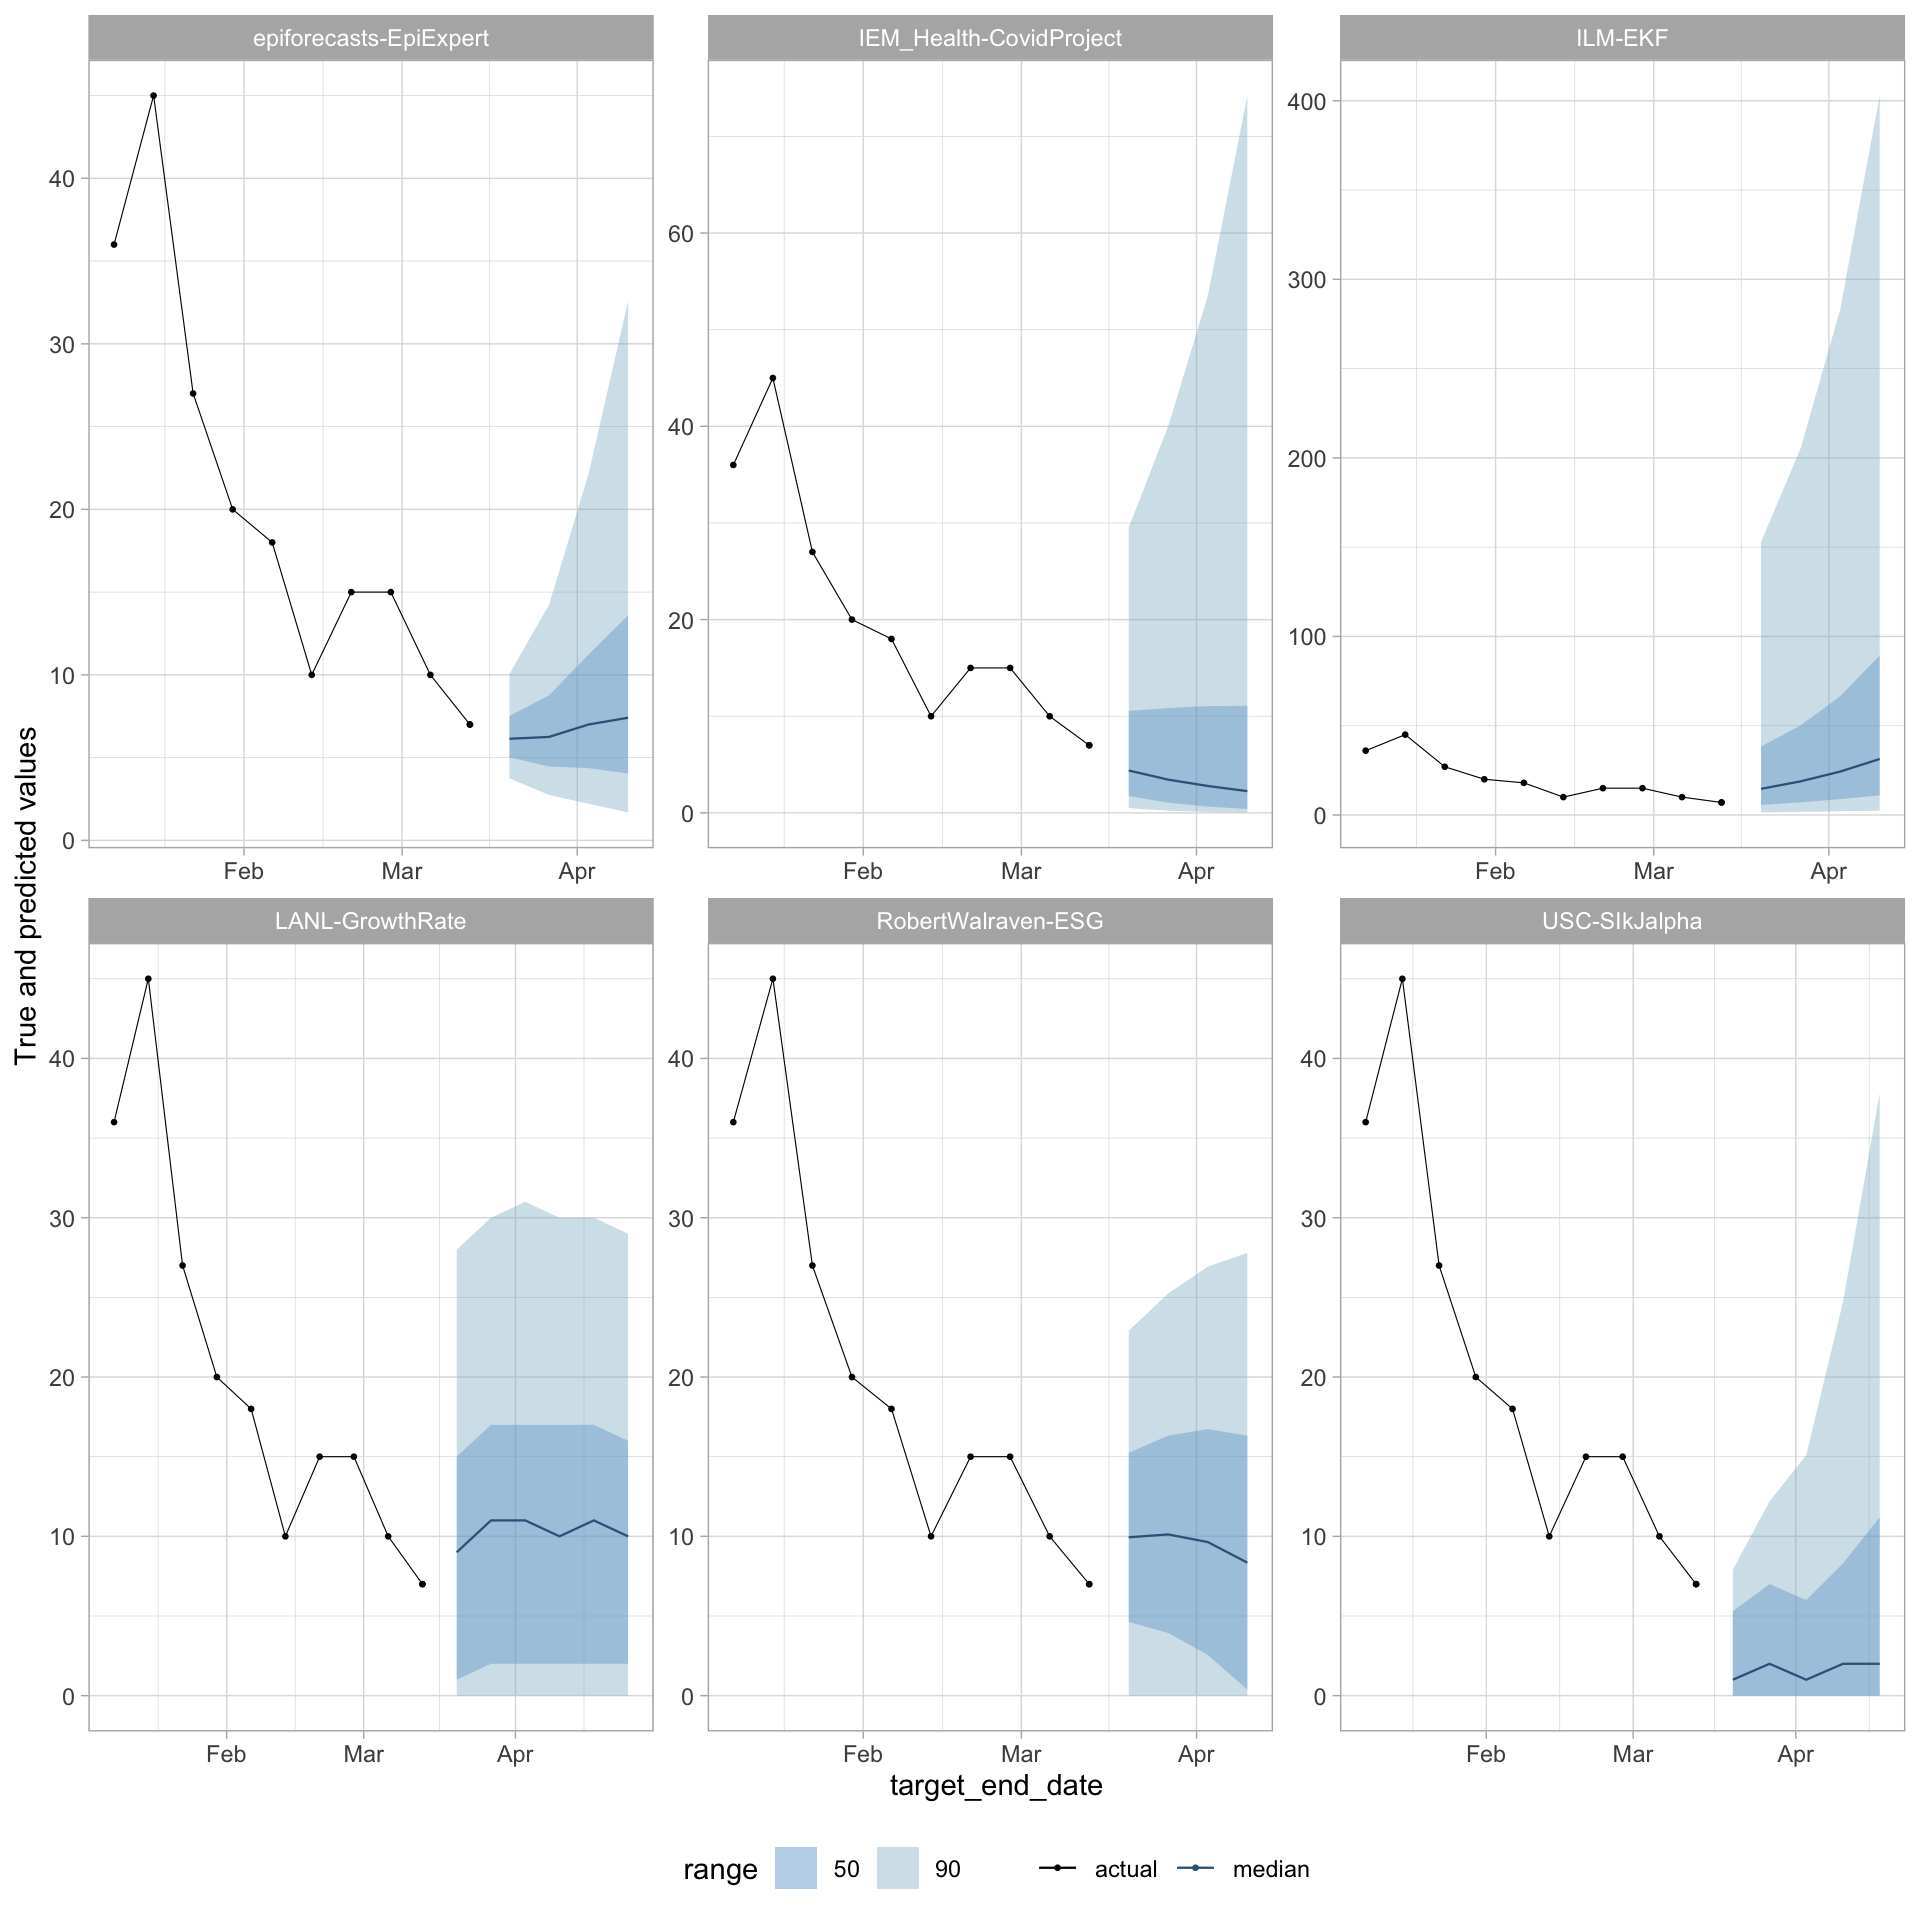 epiforecasts-EpiExpert
IEM_Health-CovidProject
ILM-EKF
40
30
20
10
0
60
40
20
0
400
300
200
100
0
Feb Mar Apr
Feb Mar Apr
Feb Mar Apr
True and predicted values
LANL-GrowthRate
RobertWalraven-ESG
USC-SIkJalpha
40
30
20
10
0
40
30
20
10
0
40
30
20
10
0
Feb Mar Apr
Feb Mar Apr
Feb Mar Apr
target_end_date
range 50 90 actual median